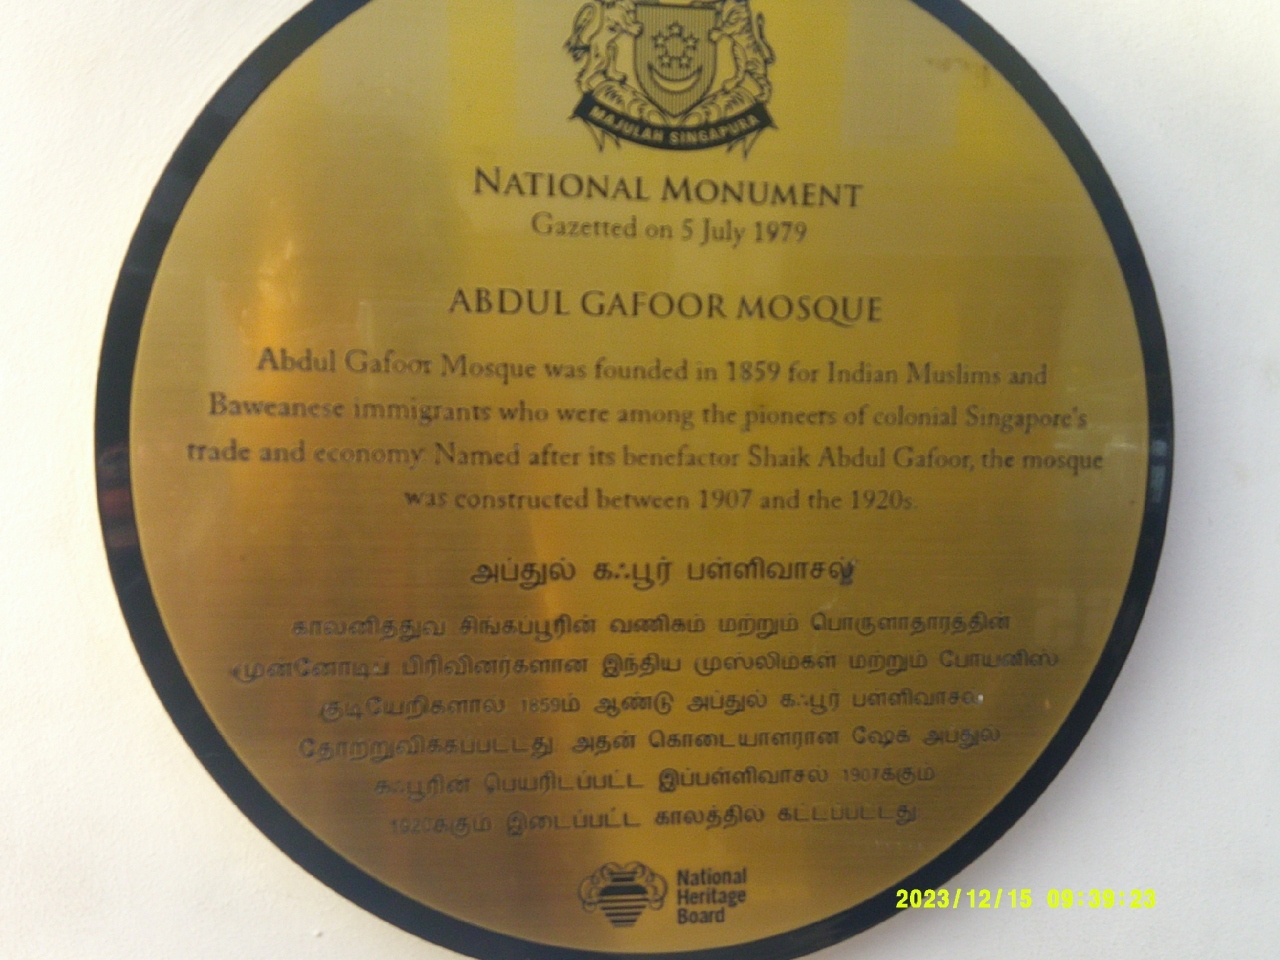 MAJULAH SINGAPURA
NATIONAL MONUMENT
Gazetted on 5 July 1979
ABDUL GAFOOR MOSQUE
Abdul Gafoor Mosque was founded in 1859 for Indian Muslims and
Baweanese immigrants who were among the pioneers of colonial Singapore's
trade and economy. Named after its benefactor Shaik Abdul Gafoor, the mosque
was constructed between 1907 and the 1920s.
அப்துல் கஃபூர் பள்ளிவாசல்
காலனித்துவ சிங்கப்பூரின் வணிகம் மற்றும் பொருளாதாரத்தின்
முன்னோடிப் பிரிவினர்களான இந்திய முஸ்லிம்கள் மற்றும் போயனிஸ்
குடியேறிகளால் 1859ம் ஆண்டு அப்துல் கஃபூர் பள்ளிவாசல்
தோற்றுவிக்கப்பட்டது. அதன் கொடையாளரான ஷேக் அப்துல்
கஃபூரின் பெயரிடப்பட்ட இப்பள்ளிவாசல் 1907க்கும்
1920க்கும் இடைப்பட்ட காலத்தில் கட்டப்பட்டது
National
Heritage
Board
2023/12/15 09:39:23